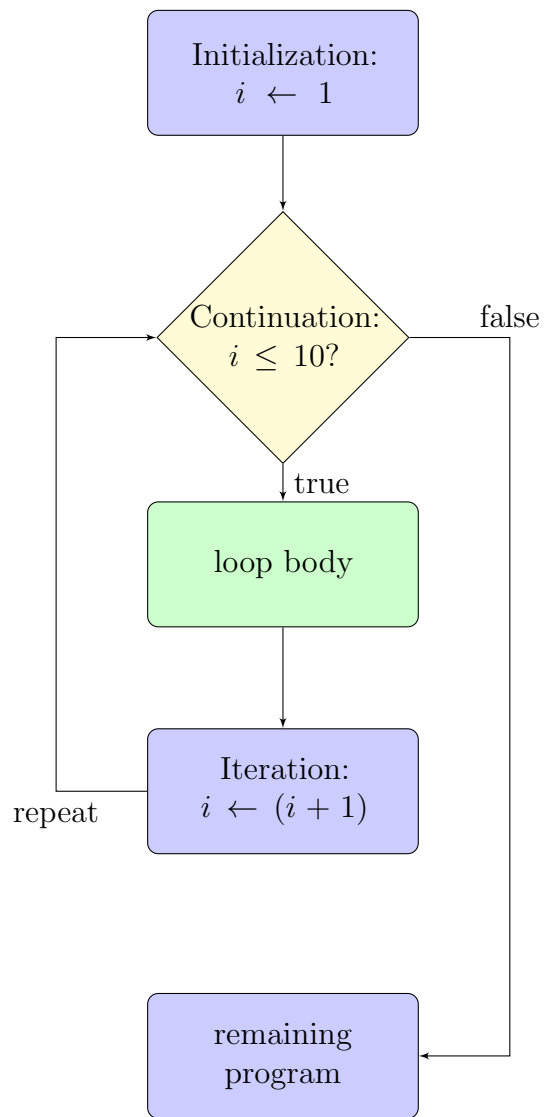 Initialization:
i ← 1
Continuation:
i ≤ 10?
false
true
loop body
Iteration:
i ← (i + 1)
repeat
remaining
program